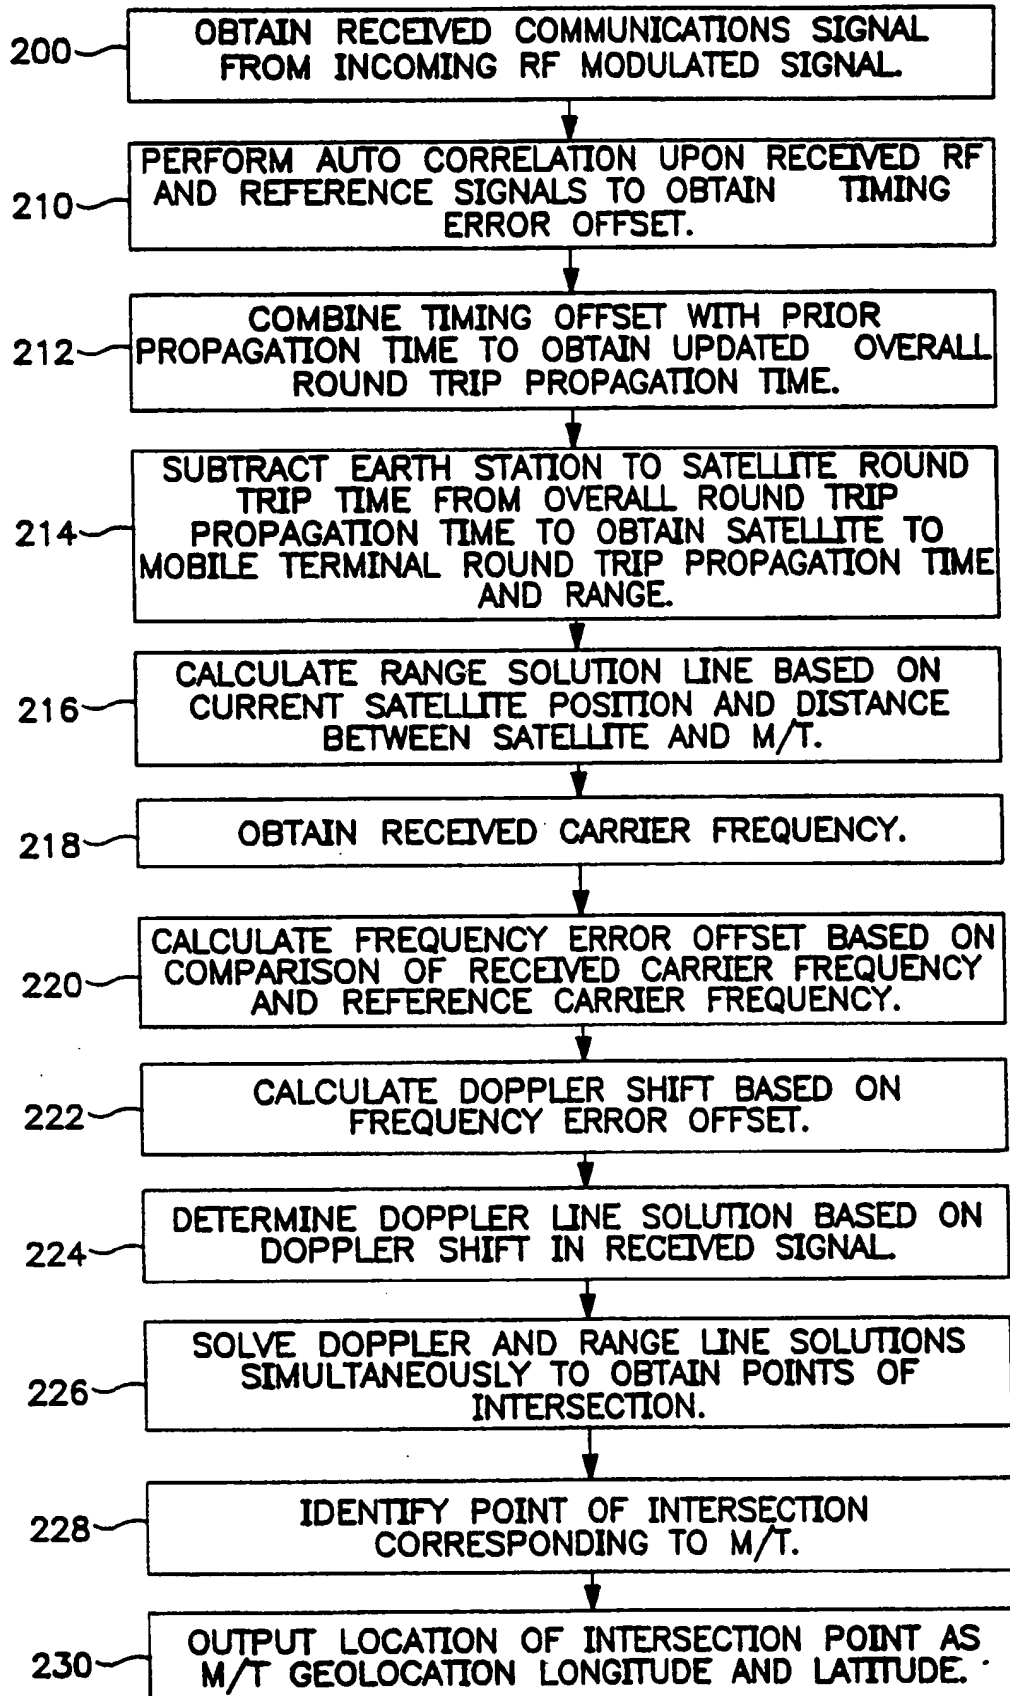 200
OBTAIN RECEIVED COMMUNICATIONS SIGNAL
FROM INCOMING RF MODULATED SIGNAL.
210
PERFORM AUTO CORRELATION UPON RECEIVED RF
AND REFERENCE SIGNALS TO OBTAIN TIMING
ERROR OFFSET.
212
COMBINE TIMING OFFSET WITH PRIOR
PROPAGATION TIME TO OBTAIN UPDATED OVERALL
ROUND TRIP PROPAGATION TIME.
214
SUBTRACT EARTH STATION TO SATELLITE ROUND
TRIP TIME FROM OVERALL ROUND TRIP
PROPAGATION TIME TO OBTAIN SATELLITE TO
MOBILE TERMINAL ROUND TRIP PROPAGATION TIME
AND RANGE.
216
CALCULATE RANGE SOLUTION LINE BASED ON
CURRENT SATELLITE POSITION AND DISTANCE
BETWEEN SATELLITE AND M/T.
218
OBTAIN RECEIVED CARRIER FREQUENCY.
220
CALCULATE FREQUENCY ERROR OFFSET BASED ON
COMPARISON OF RECEIVED CARRIER FREQUENCY
AND REFERENCE CARRIER FREQUENCY.
222
CALCULATE DOPPLER SHIFT BASED ON
FREQUENCY ERROR OFFSET.
224
DETERMINE DOPPLER LINE SOLUTION BASED ON
DOPPLER SHIFT IN RECEIVED SIGNAL.
226
SOLVE DOPPLER AND RANGE LINE SOLUTIONS
SIMULTANEOUSLY TO OBTAIN POINTS OF
INTERSECTION.
228
IDENTIFY POINT OF INTERSECTION
CORRESPONDING TO M/T.
230
OUTPUT LOCATION OF INTERSECTION POINT AS
M/T GEOLOCATION LONGITUDE AND LATITUDE.